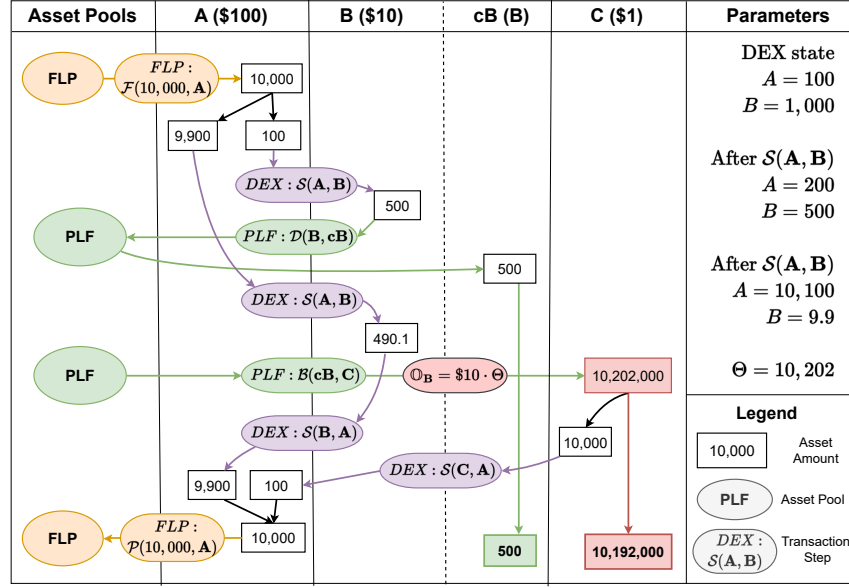 Asset Pools A ($100) B ($10) cB (B) C ($1) Parameters
FLP
FLP :
𝓕(10,000, A)
10,000
9,900
100
DEX : 𝓢(A, B)
500
PLF
PLF : 𝓓(B, cB)
500
DEX : 𝓢(A, B)
490.1
PLF
PLF : 𝓑(cB, C)
𝕆_B = $10 · Θ
10,202,000
DEX : 𝓢(B, A)
10,000
DEX : 𝓢(C, A)
9,900
100
FLP
FLP :
𝓟(10,000, A)
10,000
500
10,192,000
DEX state
A = 100
B = 1,000
After 𝓢(A, B)
A = 200
B = 500
After 𝓢(A, B)
A = 10,100
B = 9.9
Θ = 10,202
Legend
10,000
Asset
Amount
PLF
Asset Pool
DEX :
𝓢(A, B)
Transaction
Step